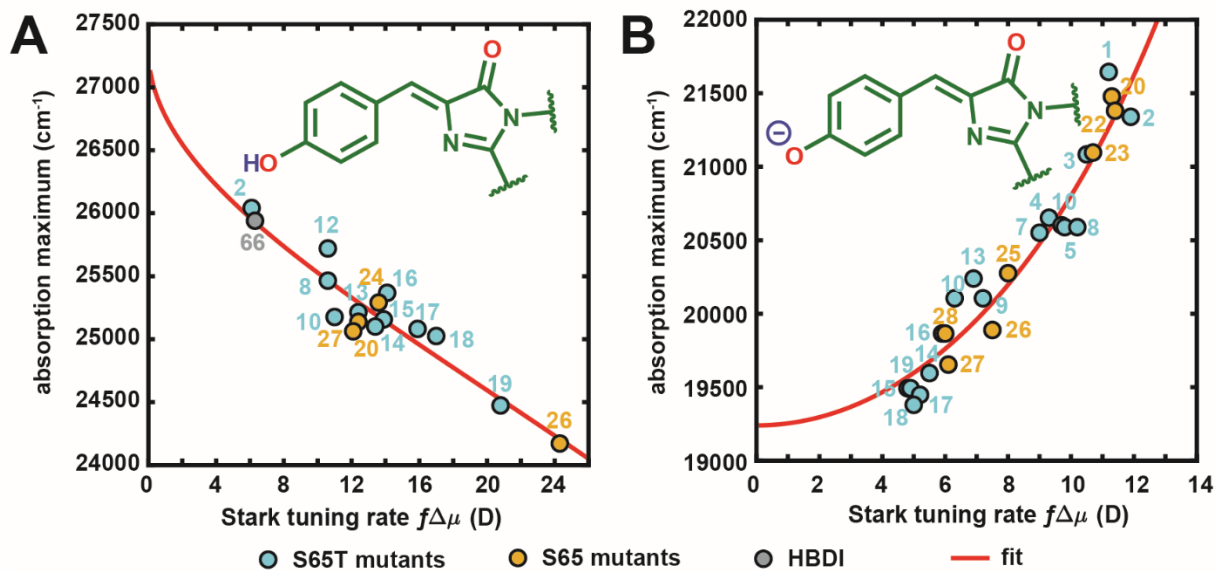 A
absorption maximum (cm⁻¹)
27500
27000
26500
26000
25500
25000
24500
24000
0 4 8 12 16 20 24
Stark tuning rate fΔμ (D)
O
N
N
HO
2
66
12
8
10
13
24
16
15
17
18
27
20
14
19
26
B
absorption maximum (cm⁻¹)
22000
21500
21000
20500
20000
19500
19000
0 2 4 6 8 10 12 14
Stark tuning rate fΔμ (D)
O
N
N
−
O
1
20
22
2
3
23
4
10
7
5
8
25
13
10
9
28
16
26
14
27
19
15
17
18
S65T mutants
S65 mutants
HBDI
fit